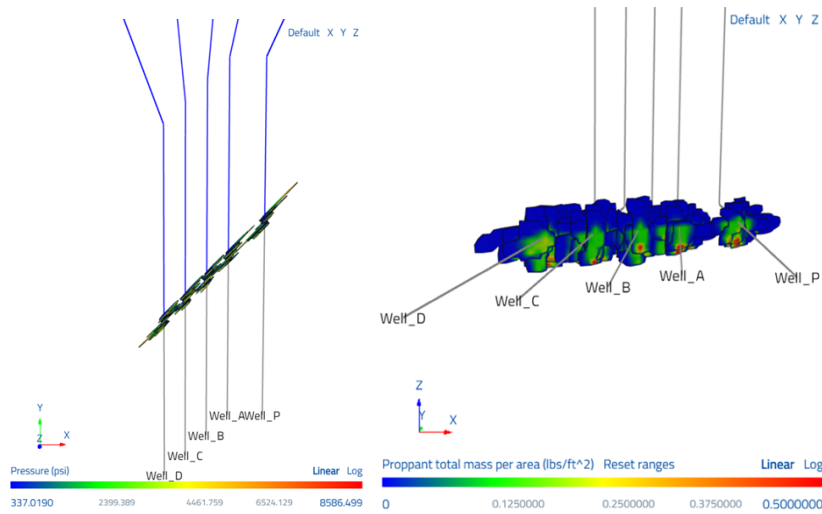 Default X Y Z
Well_A
Well_P
Well_B
Well_C
Well_D
Y
Z
X
Pressure (psi)
Linear Log
337.0190
2399.389
4461.759
6524.129
8586.499
Default X Y Z
Well_P
Well_A
Well_B
Well_C
Well_D
Z
Y
X
Proppant total mass per area (lbs/ft^2) Reset ranges
Linear Log
0
0.1250000
0.2500000
0.3750000
0.5000000